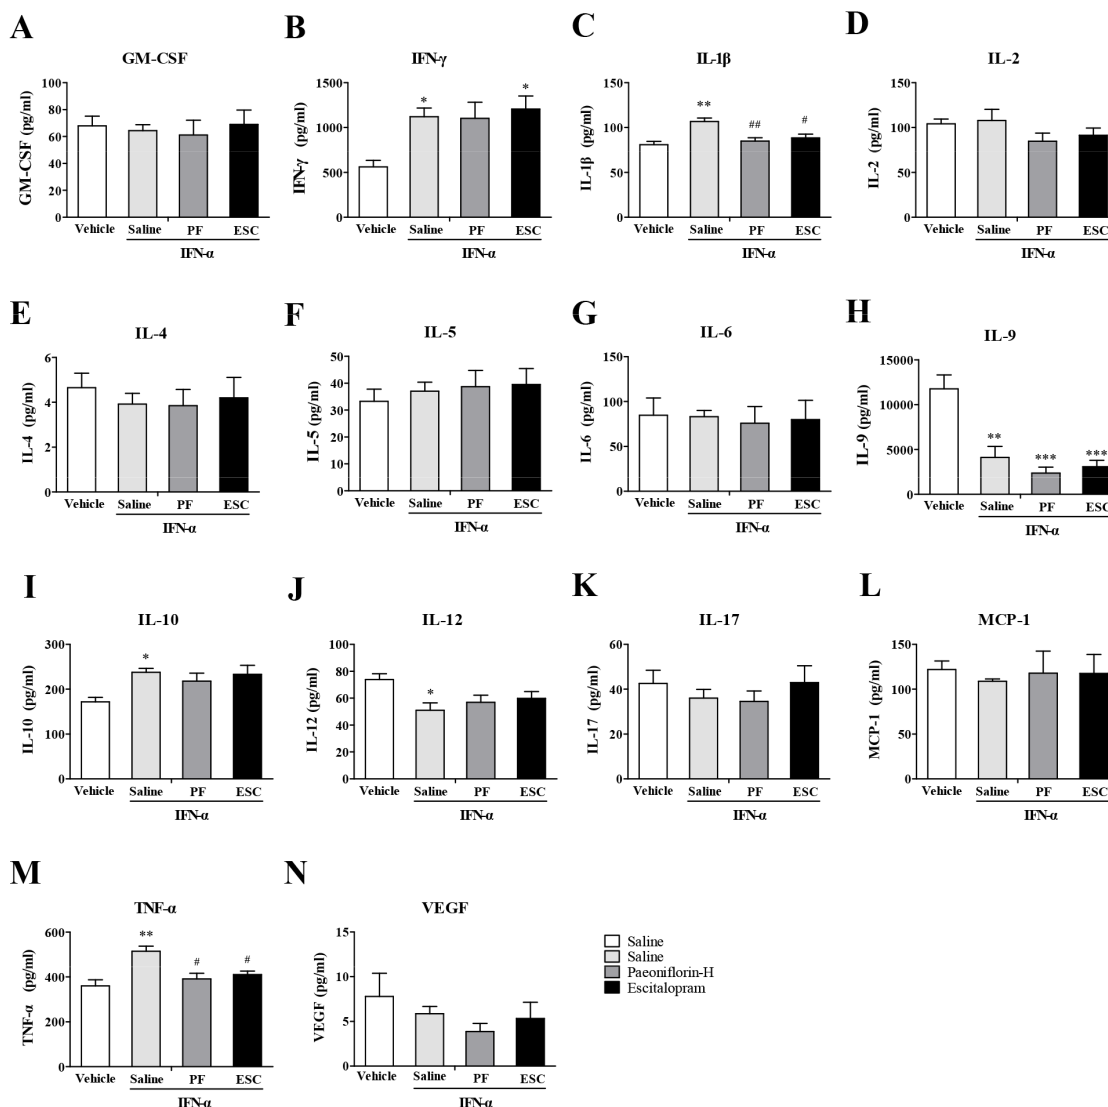 A
GM-CSF
GM-CSF (pg/ml)
100
80
60
40
20
0
Vehicle Saline PF ESC
IFN-α
B
IFN-γ
IFN-γ (pg/ml)
1500
1000
500
0
* *
Vehicle Saline PF ESC
IFN-α
C
IL-1β
IL-1β (pg/ml)
150
100
50
0
** ## #
Vehicle Saline PF ESC
IFN-α
D
IL-2
IL-2 (pg/ml)
150
100
50
0
Vehicle Saline PF ESC
IFN-α
E
IL-4
IL-4 (pg/ml)
6
4
2
0
Vehicle Saline PF ESC
IFN-α
F
IL-5
IL-5 (pg/ml)
50
40
30
20
10
0
Vehicle Saline PF ESC
IFN-α
G
IL-6
IL-6 (pg/ml)
150
100
50
0
Vehicle Saline PF ESC
IFN-α
H
IL-9
IL-9 (pg/ml)
15000
10000
5000
0
** *** ***
Vehicle Saline PF ESC
IFN-α
I
IL-10
IL-10 (pg/ml)
300
200
100
0
*
Vehicle Saline PF ESC
IFN-α
J
IL-12
IL-12 (pg/ml)
100
80
60
40
20
0
*
Vehicle Saline PF ESC
IFN-α
K
IL-17
IL-17 (pg/ml)
60
40
20
0
Vehicle Saline PF ESC
IFN-α
L
MCP-1
MCP-1 (pg/ml)
150
100
50
0
Vehicle Saline PF ESC
IFN-α
M
TNF-α
TNF-α (pg/ml)
600
400
200
0
** # #
Vehicle Saline PF ESC
IFN-α
N
VEGF
VEGF (pg/ml)
15
10
5
0
Vehicle Saline PF ESC
IFN-α
Saline
Saline
Paeoniflorin-H
Escitalopram